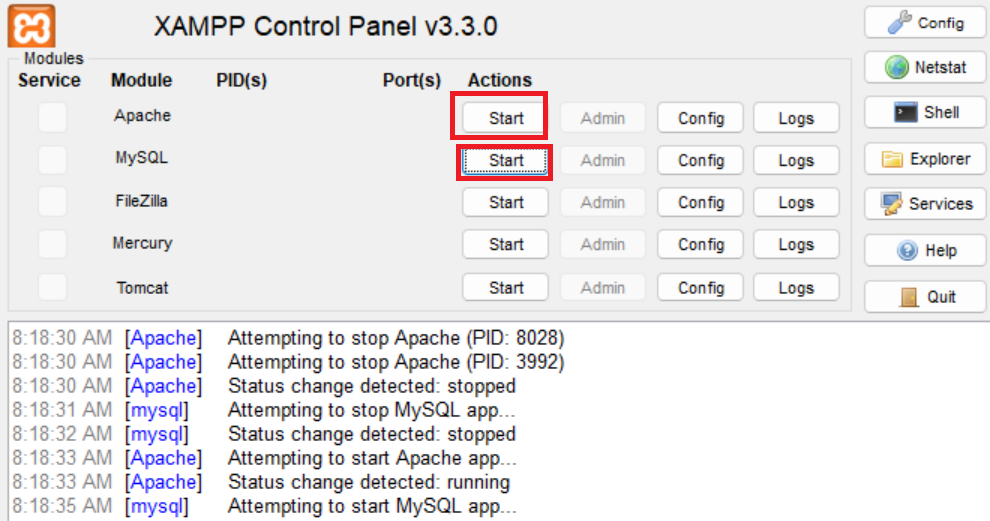 XAMPP Control Panel v3.3.0
Modules
Service Module PID(s) Port(s) Actions
Apache Start Admin Config Logs
MySQL Start Admin Config Logs
FileZilla Start Admin Config Logs
Mercury Start Admin Config Logs
Tomcat Start Admin Config Logs
Config
Netstat
Shell
Explorer
Services
Help
Quit
8:18:30 AM [Apache] Attempting to stop Apache (PID: 8028)
8:18:30 AM [Apache] Attempting to stop Apache (PID: 3992)
8:18:30 AM [Apache] Status change detected: stopped
8:18:31 AM [mysql] Attempting to stop MySQL app...
8:18:32 AM [mysql] Status change detected: stopped
8:18:33 AM [Apache] Attempting to start Apache app...
8:18:33 AM [Apache] Status change detected: running
8:18:35 AM [mysql] Attempting to start MySQL app...